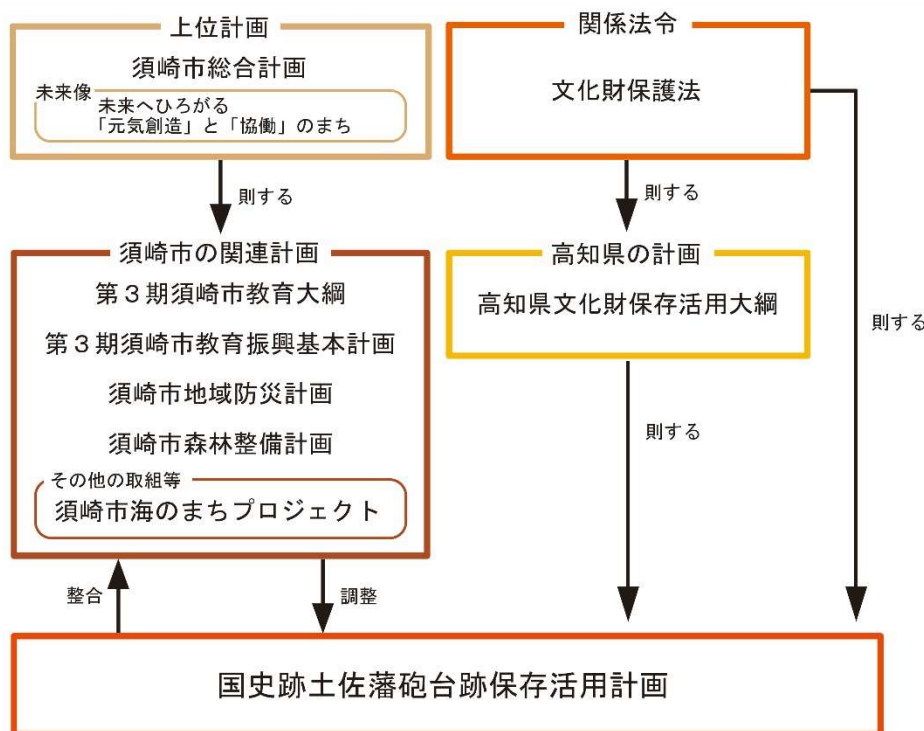 上位計画
須崎市総合計画
未来像
未来へひろがる
「元気創造」と「協働」のまち
則する
須崎市の関連計画
第３期須崎市教育大綱
第３期須崎市教育振興基本計画
須崎市地域防災計画
須崎市森林整備計画
その他の取組等
須崎市海のまちプロジェクト
整合
調整
関係法令
文化財保護法
則する
高知県の計画
高知県文化財保存活用大綱
則する
則する
国史跡土佐藩砲台跡保存活用計画